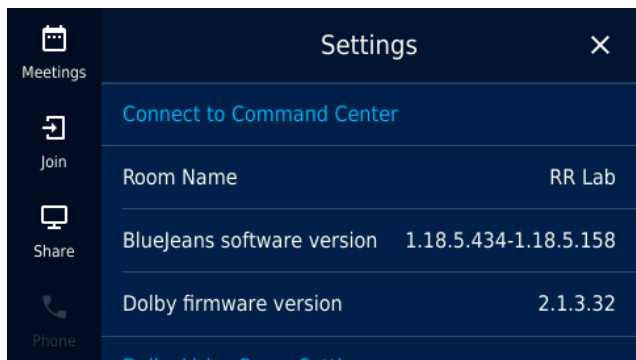 Settings
Meetings
Connect to Command Center
Join
Room Name RR Lab
Share
BlueJeans software version 1.18.5.434-1.18.5.158
Dolby firmware version 2.1.3.32
Phone